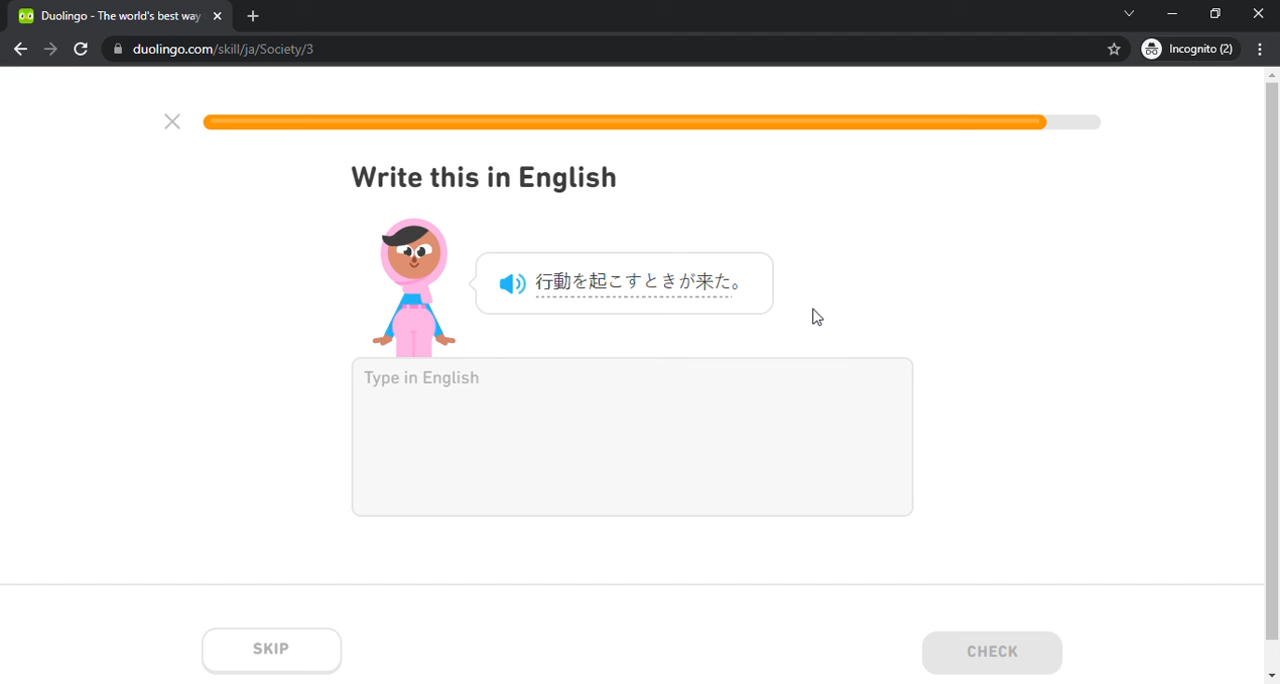 Duolingo - The world's best way
duolingo.com/skill/ja/Society/3
Incognito (2)
Write this in English
行動を起こすときが来た。
Type in English
SKIP
CHECK